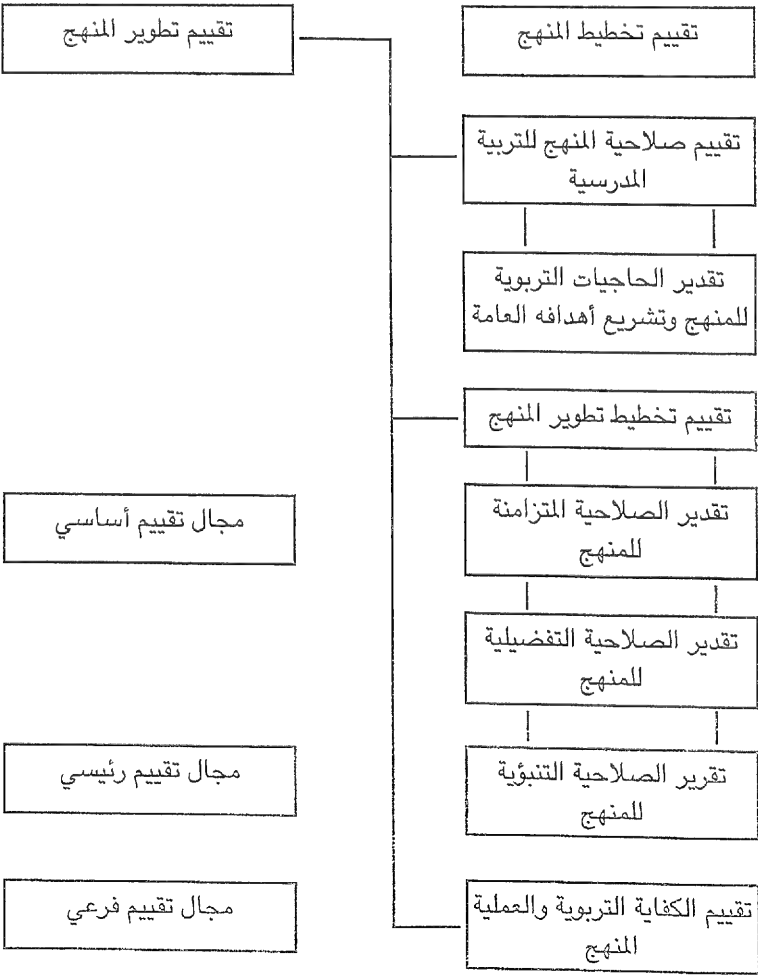 تقييم تخطيط المنهج
تقييم تطوير المنهج
تقييم صلاحية المنهج للتربية
المدرسية
تقدير الحاجيات التربوية
للمنهج وتشريع أهدافه العامة
تقييم تخطيط تطوير المنهج
تقدير الصلاحية المتزامنة
للمنهج
مجال تقييم أساسي
تقدير الصلاحية التفضيلية
للمنهج
تقرير الصلاحية التنبؤية
للمنهج
مجال تقييم رئيسي
تقييم الكفاية التربوية والعملية
المنهج
مجال تقييم فرعي